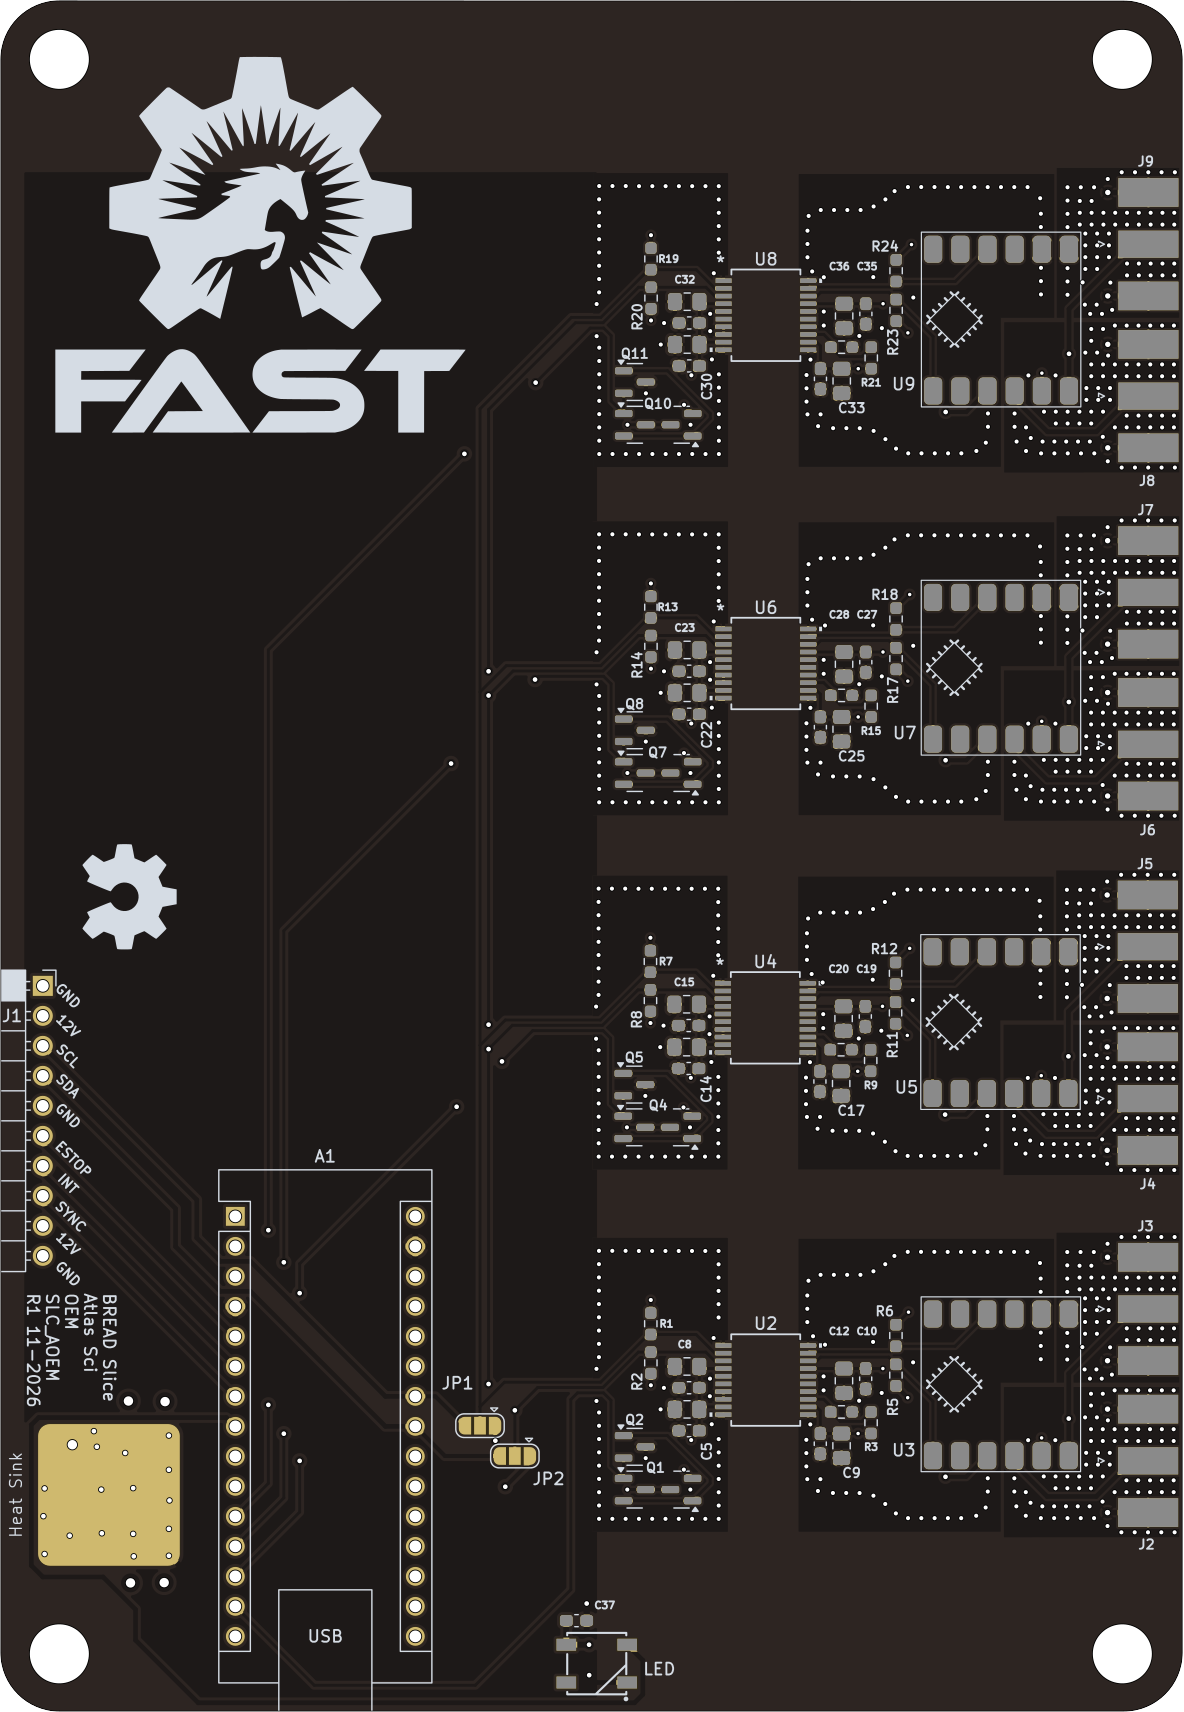 FAST
J9
R24
U8
C36 C35
R19
C32
R20
R23
Q11
R21
U9
C30
Q10
C33
J8
J7
R18
U6
C28 C27
R13
C23
R14
R17
Q8
R15
U7
C22
Q7
C25
J6
J5
R12
U4
C20 C19
R7
C15
R8
R11
Q5
R9
U5
C14
Q4
C17
J4
J1
GND
12V
SCL
SDA
GND
ESTOP
INT
SYNC
12V
GND
A1
J3
R6
U2
C12 C10
R1
C8
R2
R5
Q2
R3
U3
C5
Q1
C9
J2
BREAD Slice
Atlas Sci
OEM
SLC_AOEM
R1 11-2026
JP1
JP2
Heat Sink
USB
C37
LED